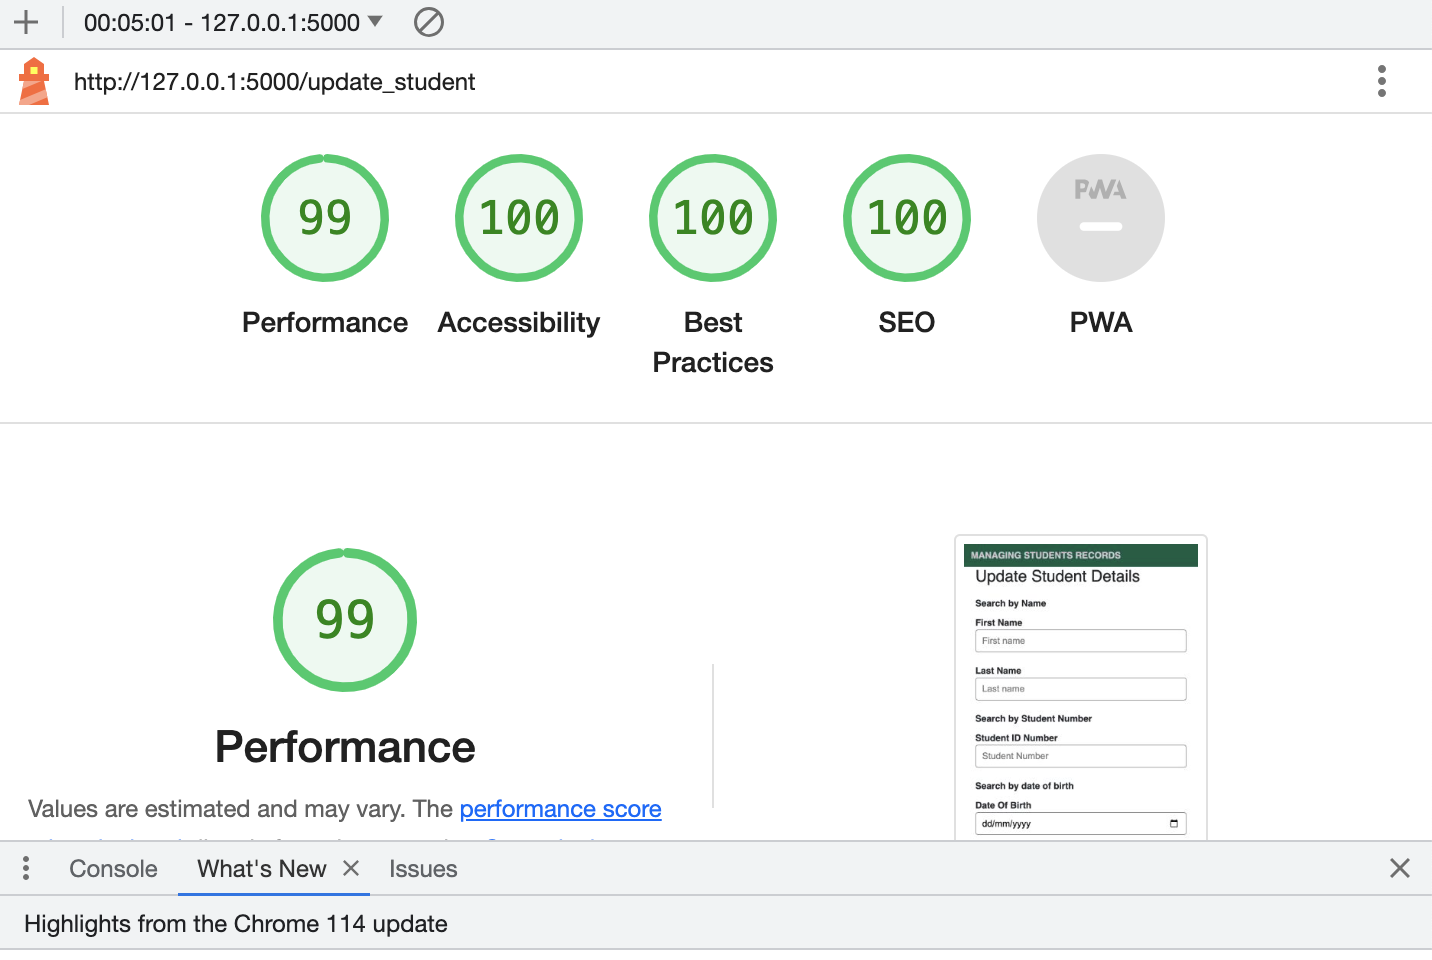 00:05:01 - 127.0.0.1:5000
http://127.0.0.1:5000/update_student
99
100
100
100
PWA
Performance
Accessibility
Best
Practices
SEO
PWA
99
Performance
Values are estimated and may vary. The performance score
MANAGING STUDENTS RECORDS
Update Student Details
Search by Name
First Name
First name
Last Name
Last name
Search by Student Number
Student ID Number
Student Number
Search by date of birth
Date Of Birth
dd/mm/yyyy
Console
What's New
Issues
Highlights from the Chrome 114 update